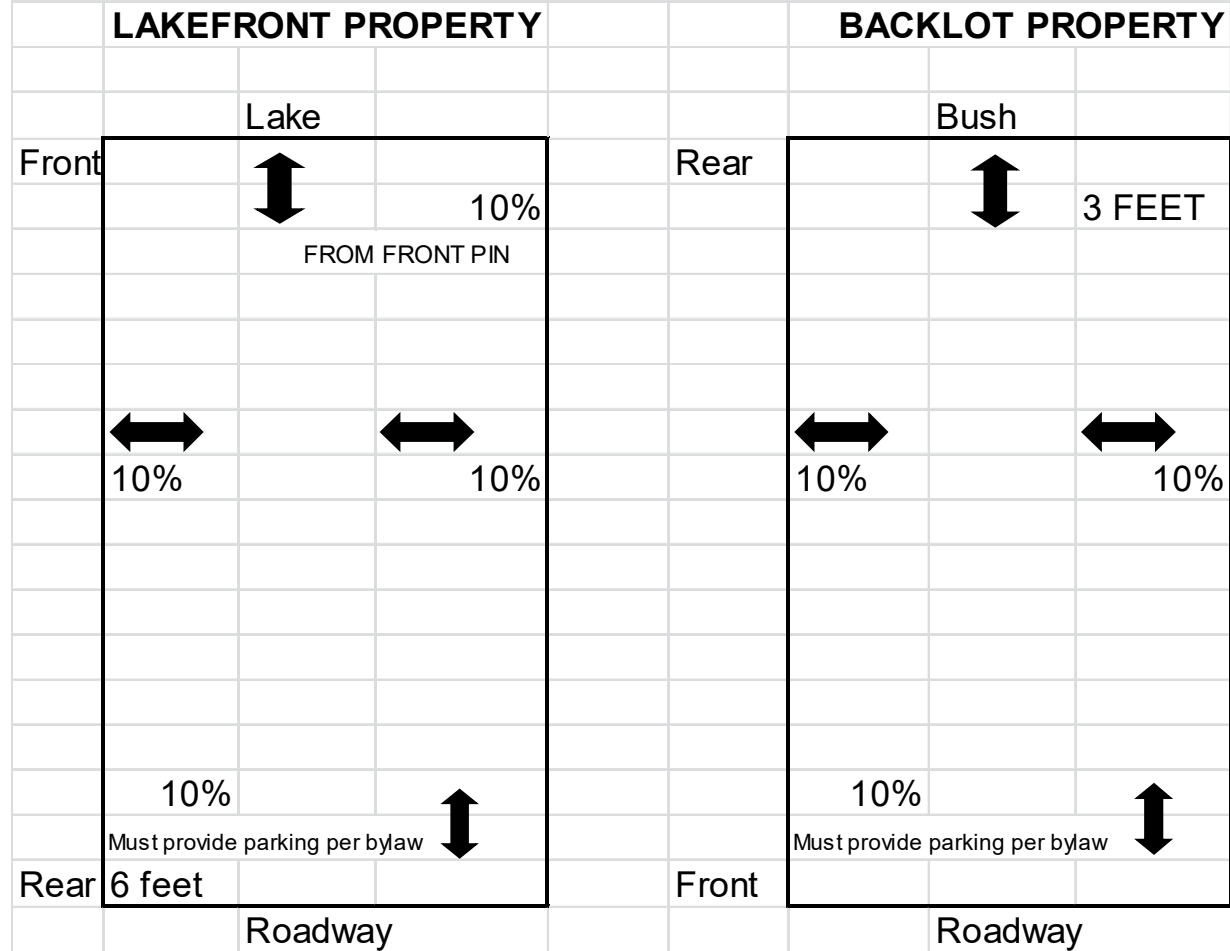 LAKEFRONT PROPERTY
Lake
Front
10%
FROM FRONT PIN
10%
10%
10%
Must provide parking per bylaw
Rear
6 feet
Roadway
BACKLOT PROPERTY
Bush
Rear
3 FEET
10%
10%
10%
Must provide parking per bylaw
Front
Roadway